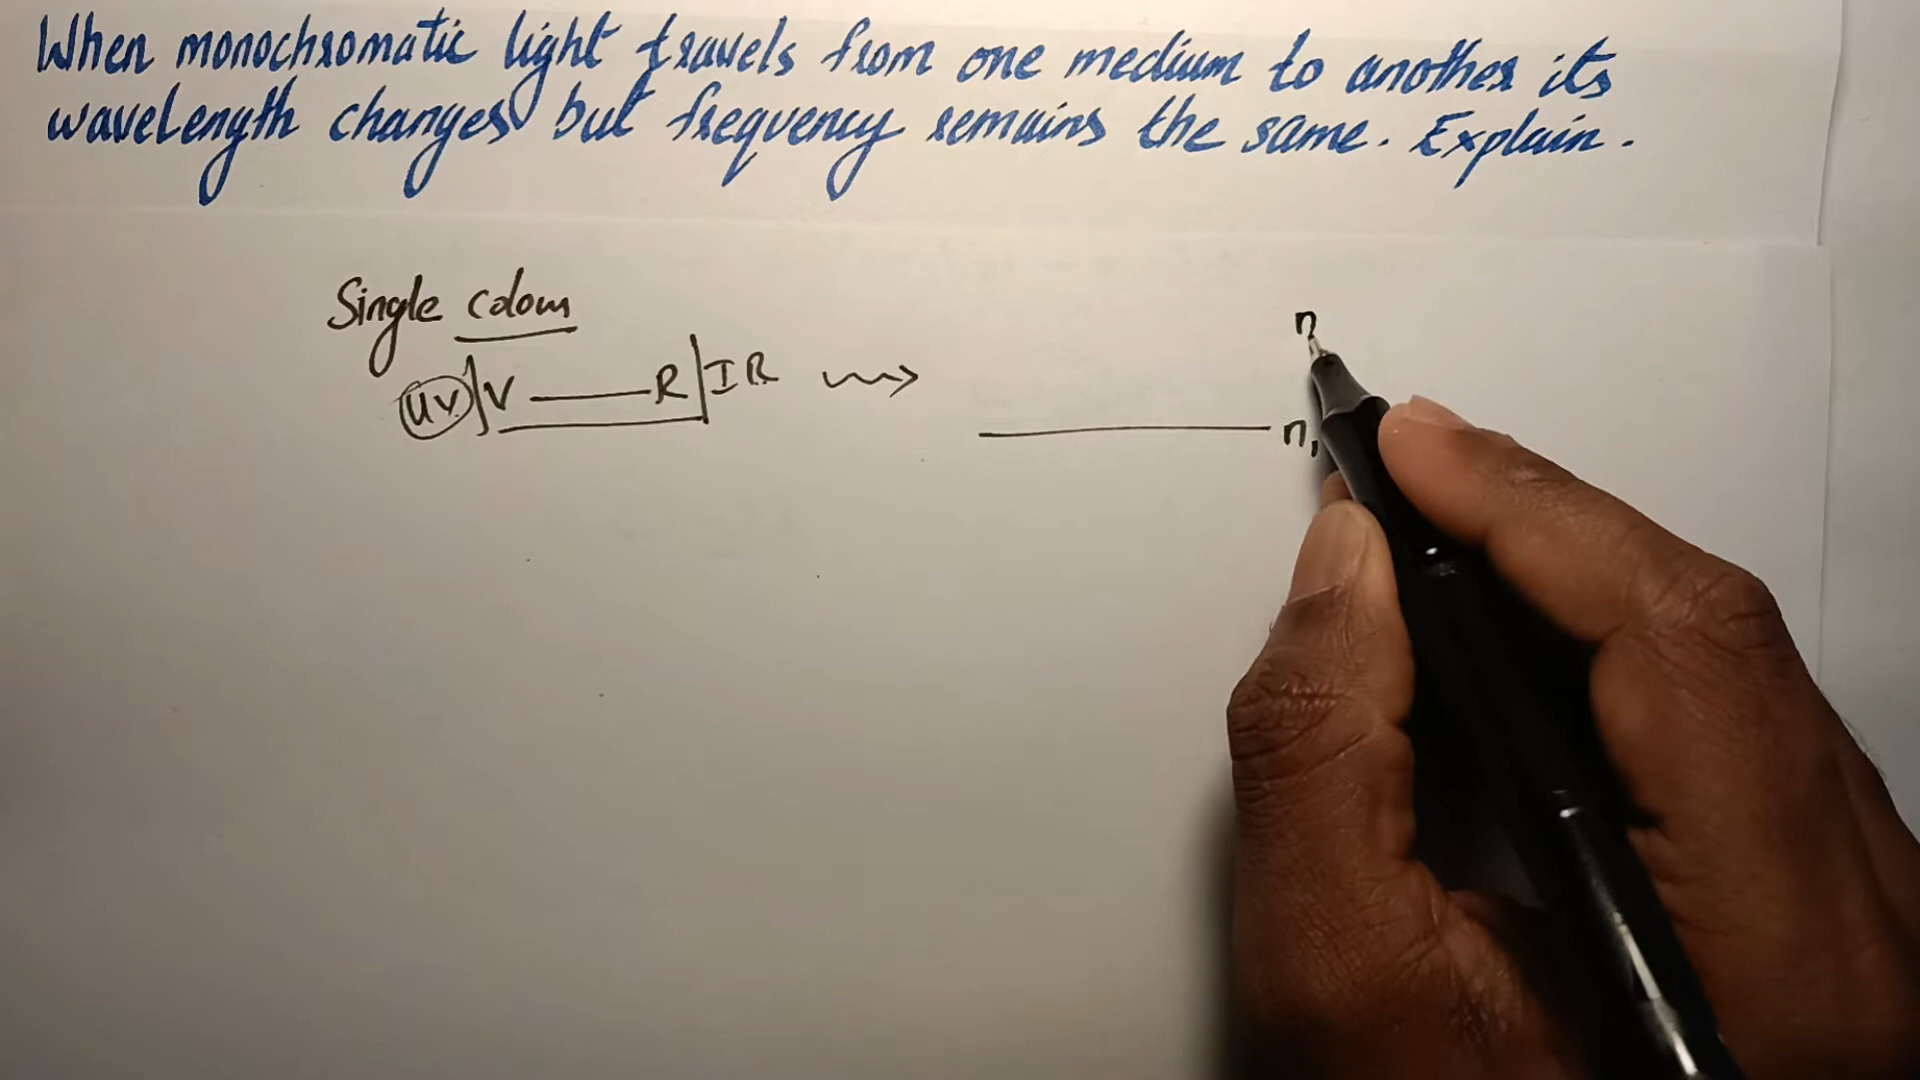 When monochromatic light travels from one medium to another its
wavelength changes but frequency remains the same. Explain.
Single colour
UV V R IR
n
n₁